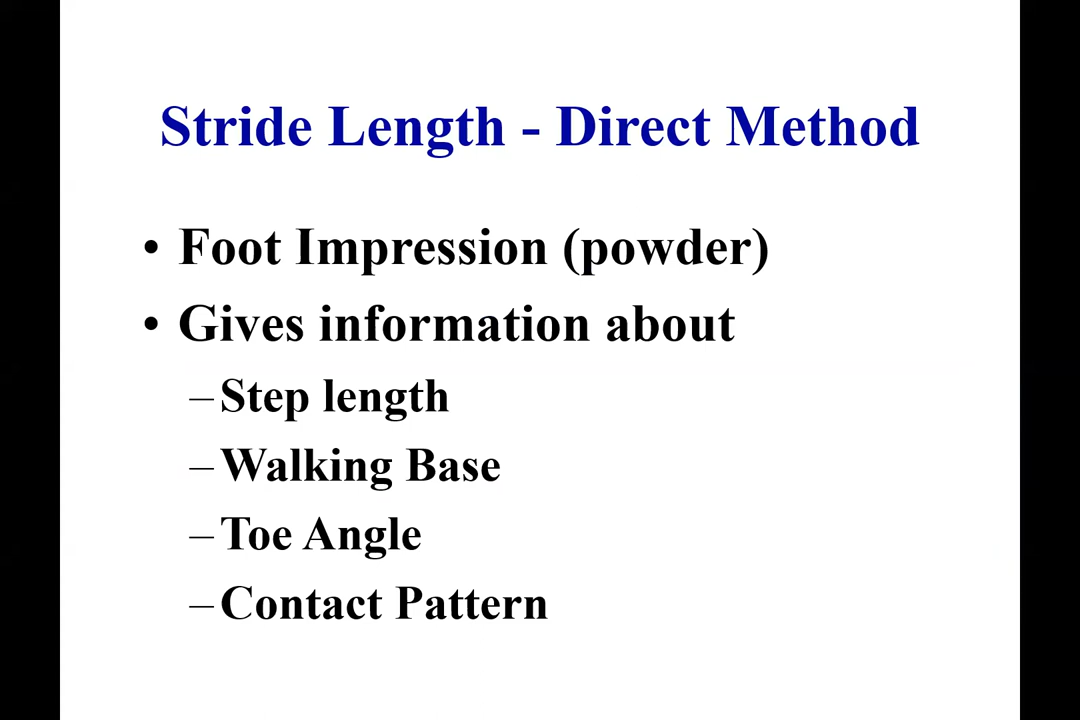 Stride Length - Direct Method
• Foot Impression (powder)
• Gives information about
–Step length
–Walking Base
–Toe Angle
–Contact Pattern